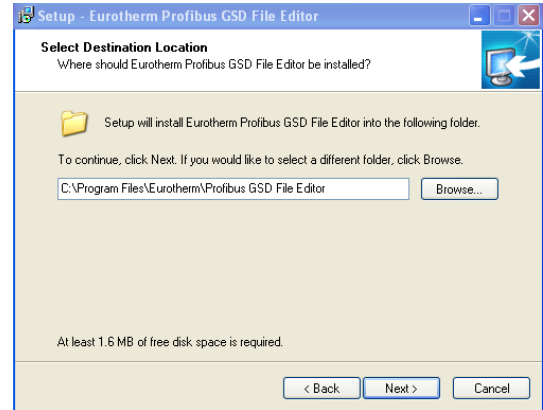 Setup - Eurotherm Profibus GSD File Editor
Select Destination Location
Where should Eurotherm Profibus GSD File Editor be installed?
Setup will install Eurotherm Profibus GSD File Editor into the following folder.
To continue, click Next. If you would like to select a different folder, click Browse.
C:\Program Files\Eurotherm\Profibus GSD File Editor
Browse...
At least 1.6 MB of free disk space is required.
< Back Next > Cancel